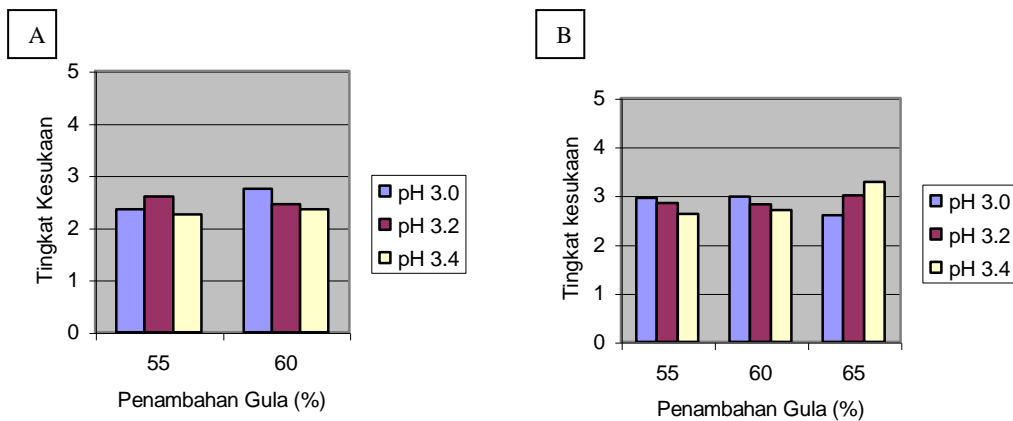 A
Tingkat Kesukaan
5
4
3
2
1
0
55 60
Penambahan Gula (%)
pH 3.0
pH 3.2
pH 3.4
B
Tingkat kesukaan
5
4
3
2
1
0
55 60 65
Penambahan Gula (%)
pH 3.0
pH 3.2
pH 3.4